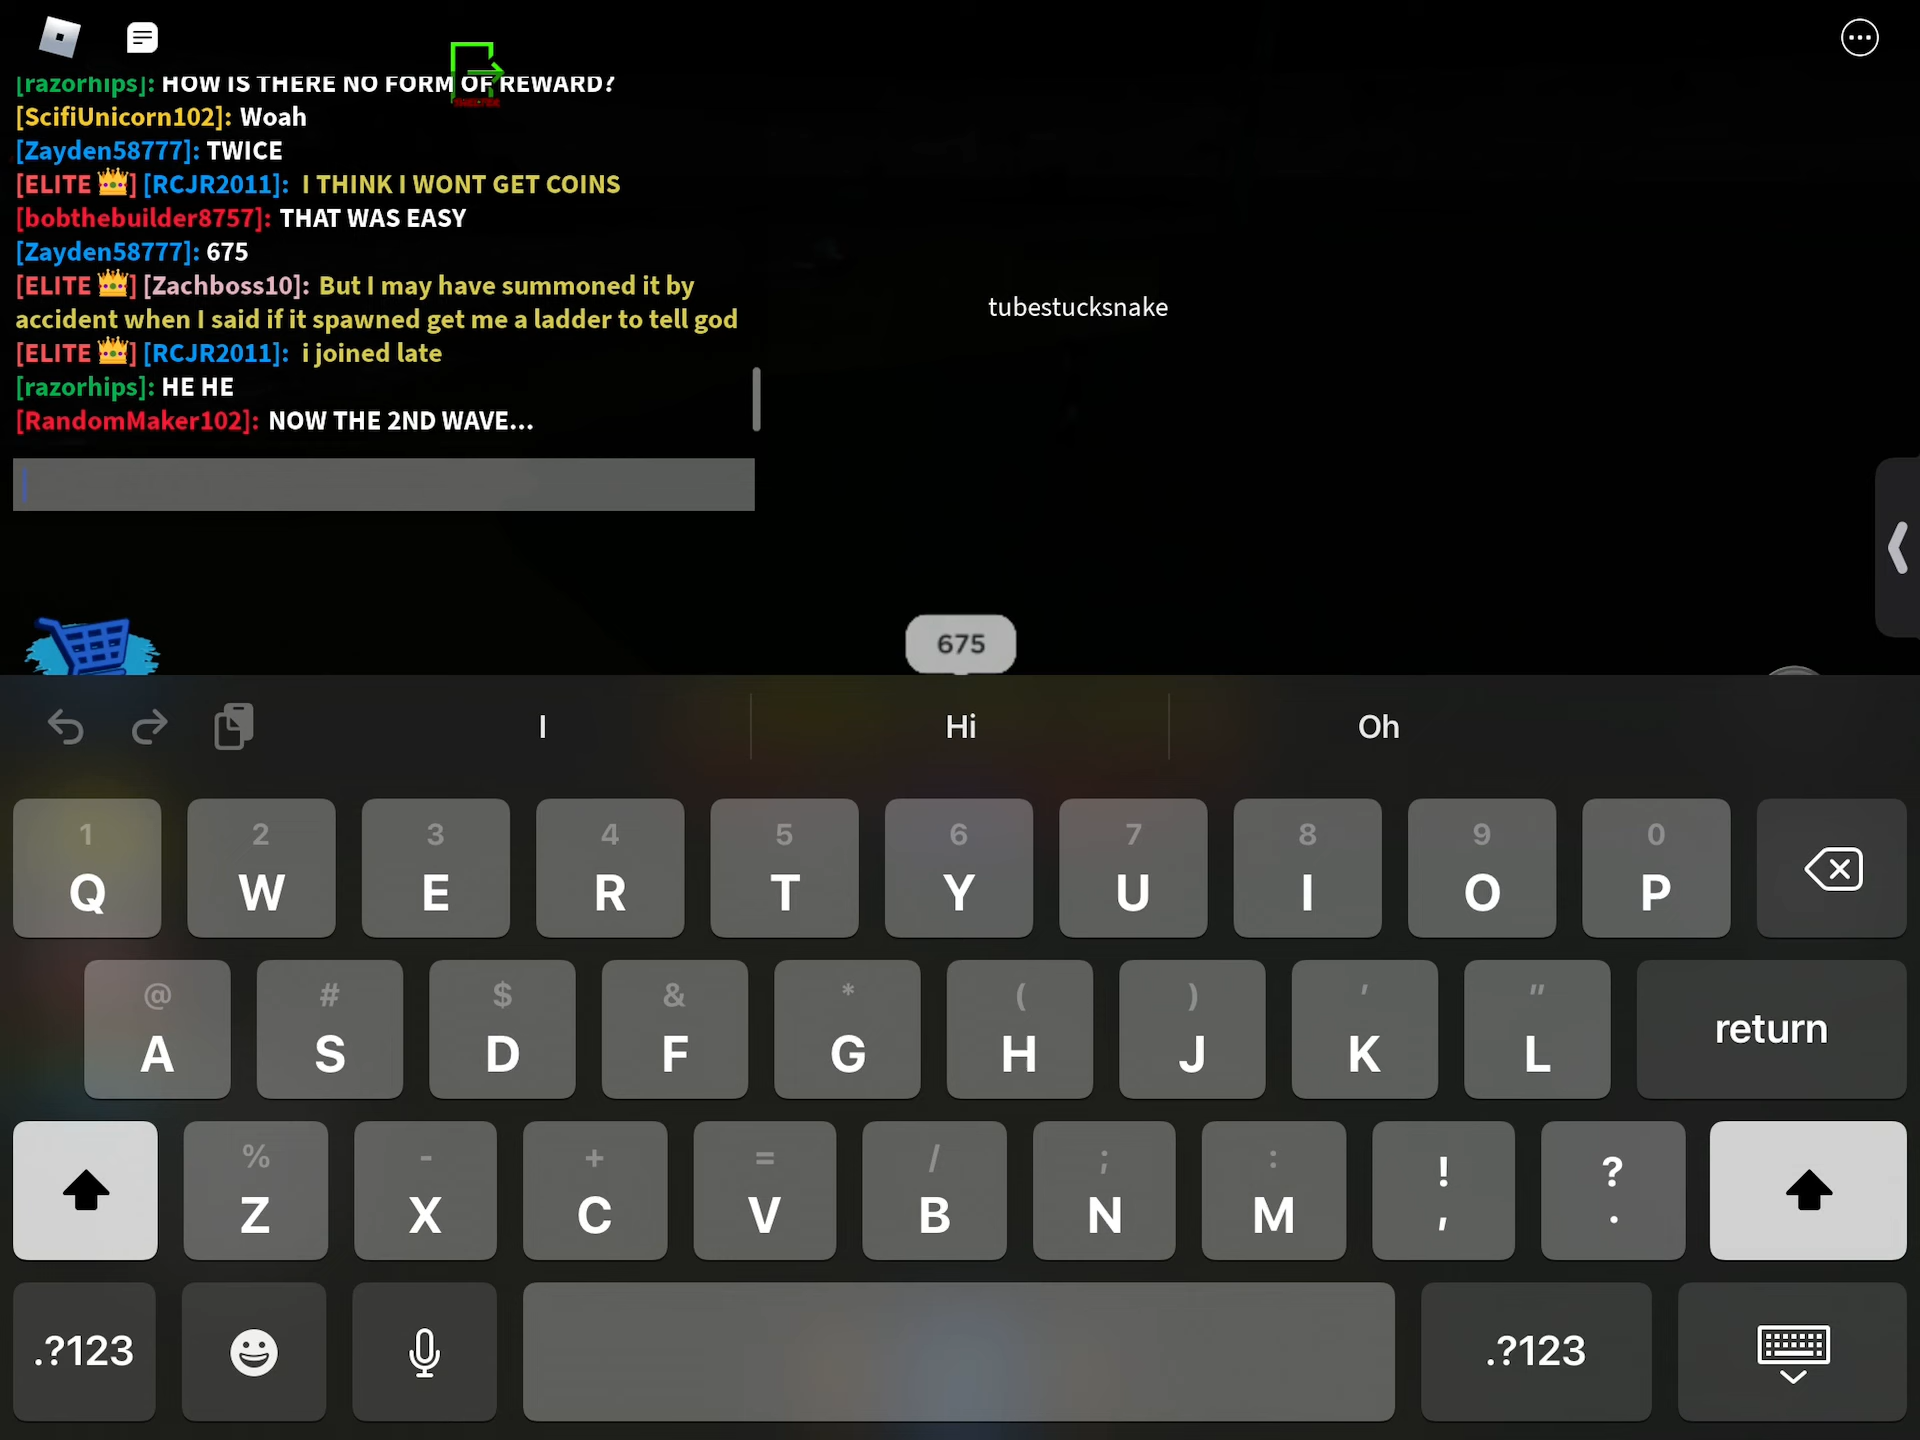 [razorhips]: HOW IS THERE NO FORM OF REWARD?
[ScifiUnicorn102]: Woah
[Zayden58777]: TWICE
[ELITE 👑] [RCJR2011]: I THINK I WONT GET COINS
[bobthebuilder8757]: THAT WAS EASY
[Zayden58777]: 675
[ELITE 👑] [Zachboss10]: But I may have summoned it by
accident when I said if it spawned get me a ladder to tell god
[ELITE 👑] [RCJR2011]: i joined late
[razorhips]: HE HE
[RandomMaker102]: NOW THE 2ND WAVE...
tubestucksnake
675
I Hi Oh
1 2 3 4 5 6 7 8 9 0
Q W E R T Y U I O P
@ # $ & * ( ) ' "
A S D F G H J K L return
% - + = / ; : ! ?
Z X C V B N M , .
.?123 .?123